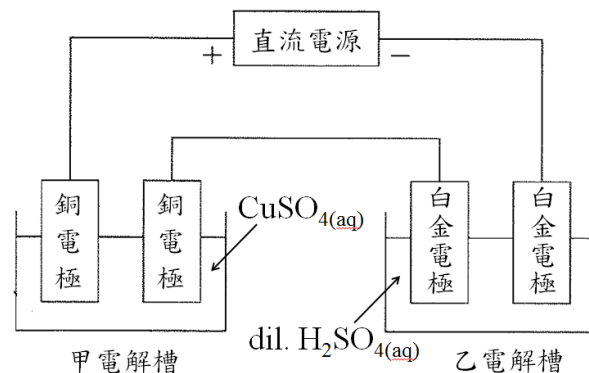 直流電源
+
−
銅電極
銅電極
CuSO4(aq)
白金電極
白金電極
dil. H2SO4(aq)
甲電解槽
乙電解槽